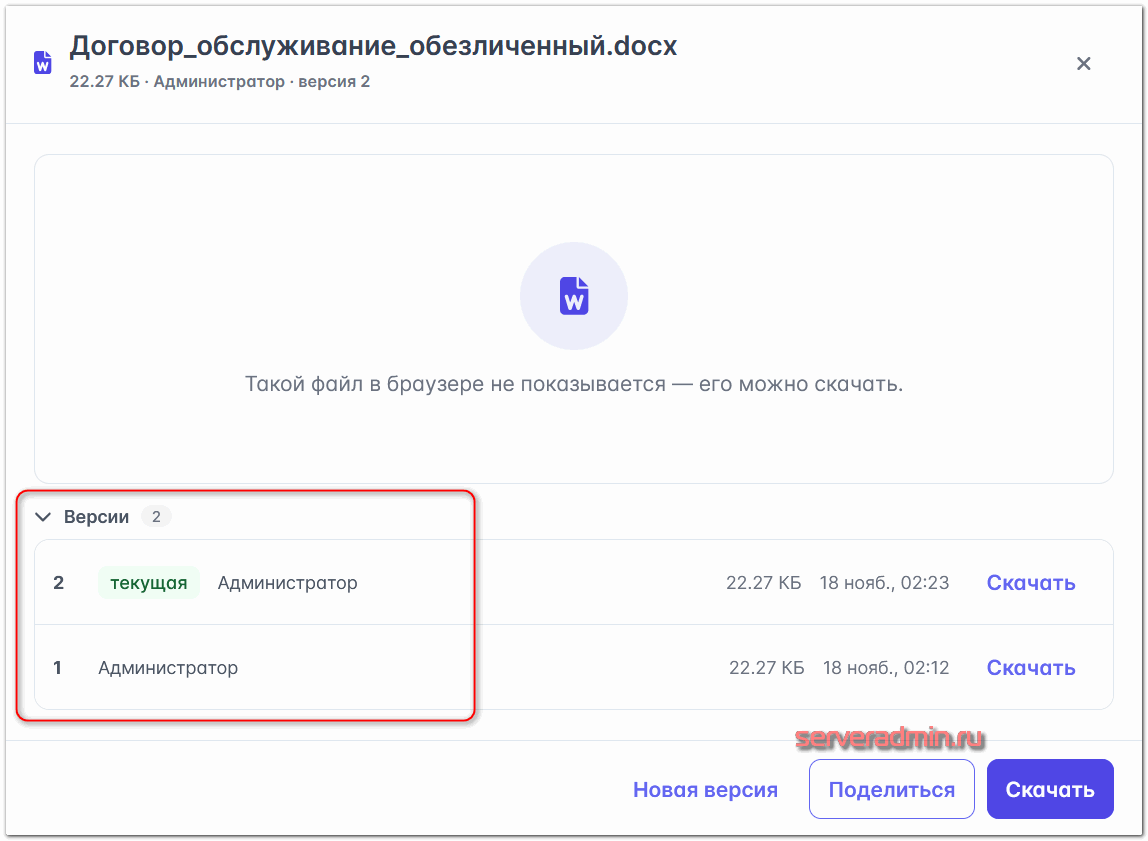 Договор_обслуживание_обезличенный.docx
22.27 КБ · Администратор · версия 2
W
Такой файл в браузере не показывается — его можно скачать.
Версии 2
2 текущая Администратор 22.27 КБ 18 нояб., 02:23 Скачать
1 Администратор 22.27 КБ 18 нояб., 02:12 Скачать
serveradmin.ru
Новая версия Поделиться Скачать